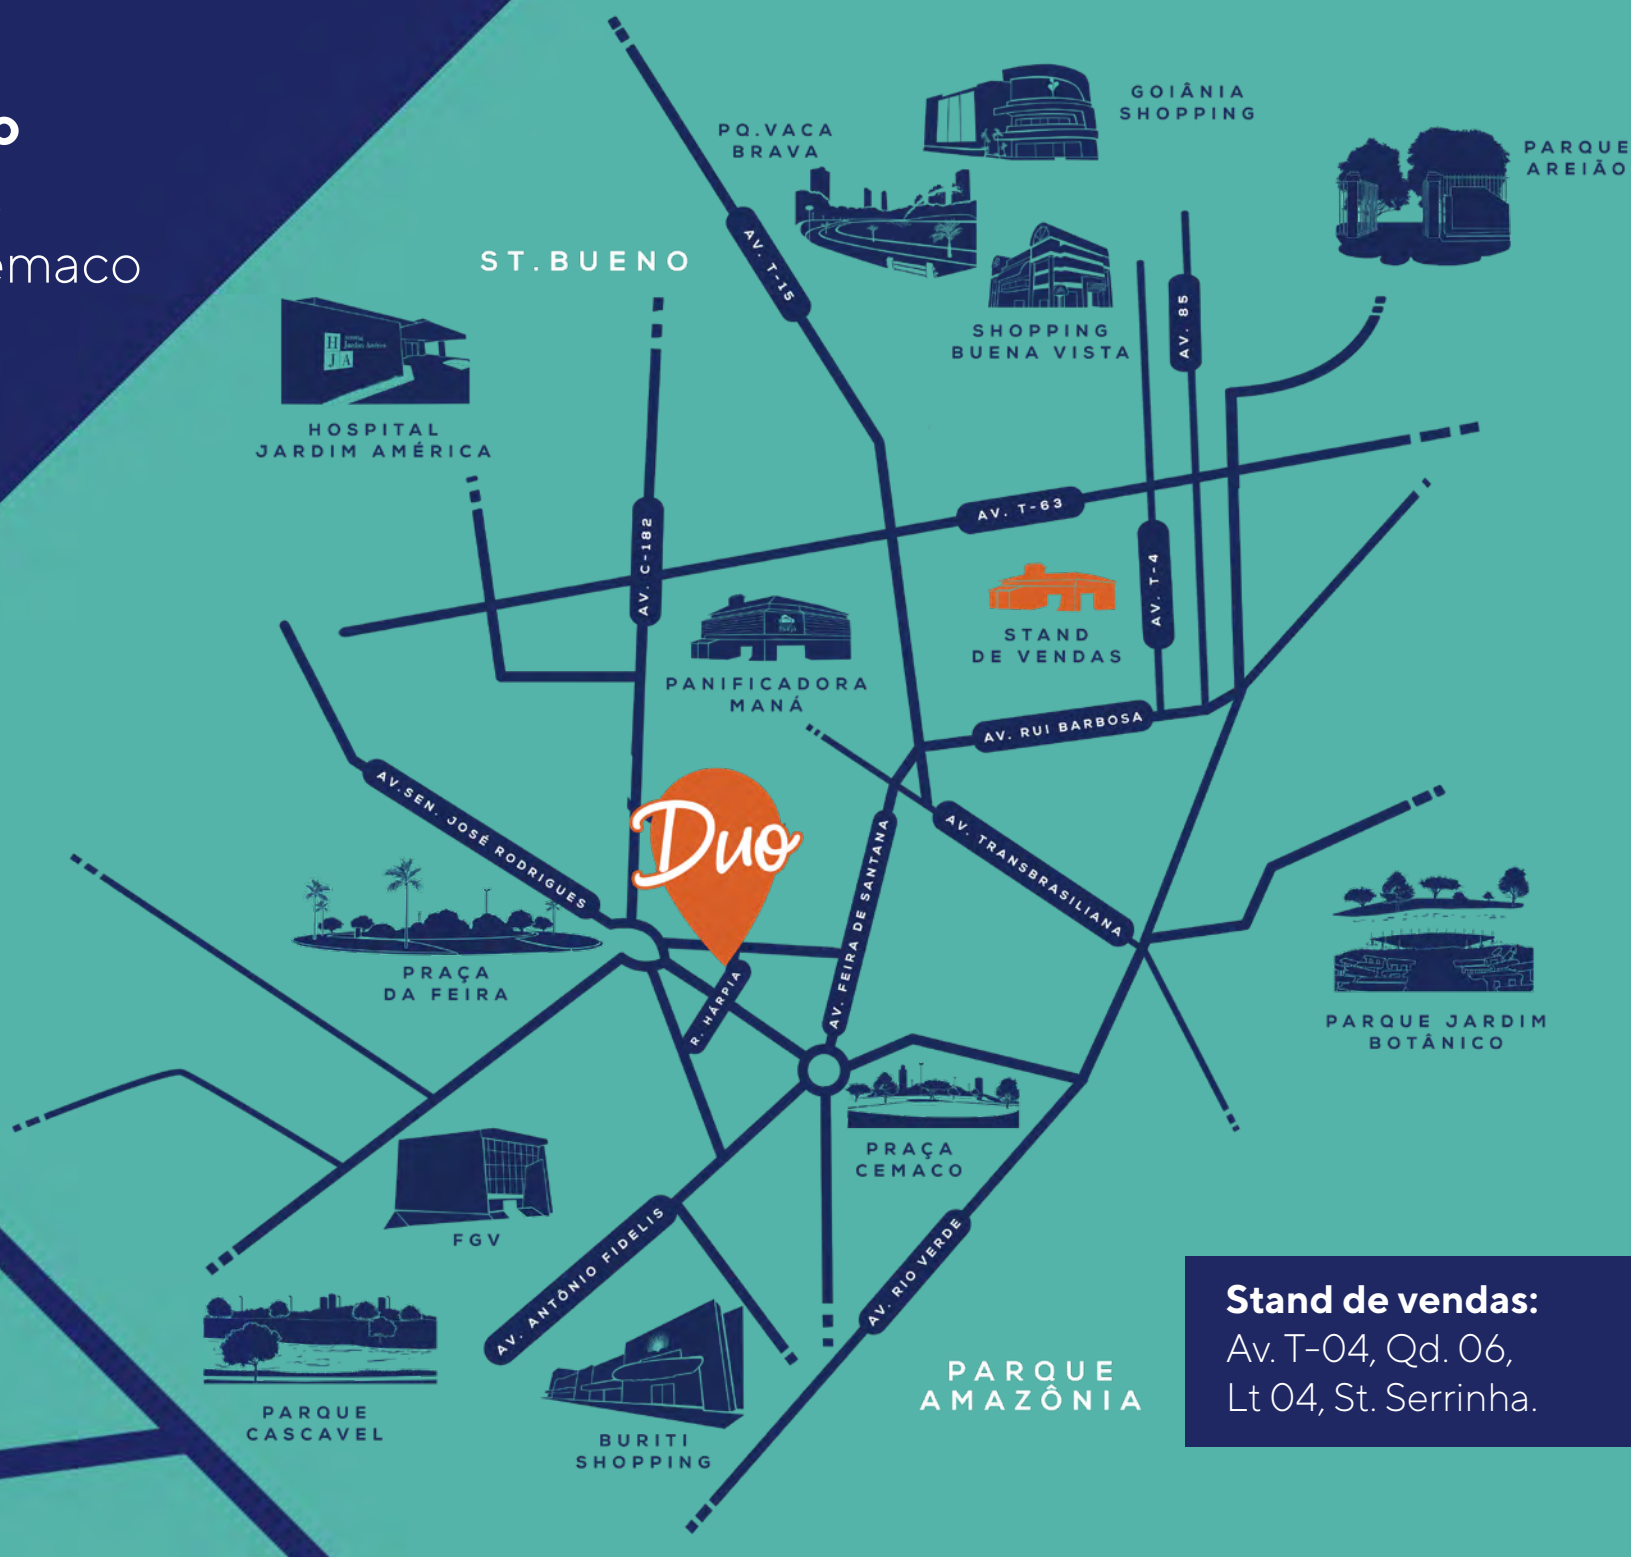 GOIÂNIA
SHOPPING
PQ.VACA
BRAVA
PARQUE
AREIÃO
AV. T-15
ST.BUENO
SHOPPING
BUENA VISTA
AV. 85
H
J A
Jardim América
HOSPITAL
JARDIM AMÉRICA
AV. T-63
AV. C-182
AV. T-4
STAND
DE VENDAS
PANIFICADORA
MANÁ
AV. RUI BARBOSA
AV.SEN. JOSÉ RODRIGUES
Duo
AV. FEIRA DE SANTANA
AV. TRANSBRASILIANA
PRAÇA
DA FEIRA
R. HÁRPIA
PARQUE JARDIM
BOTÂNICO
PRAÇA
CEMACO
FGV
AV. ANTÔNIO FIDELIS
AV. RIO VERDE
PARQUE
CASCAVEL
BURITI
SHOPPING
PARQUE
AMAZÔNIA
Stand de vendas:
Av. T-04, Qd. 06,
Lt 04, St. Serrinha.